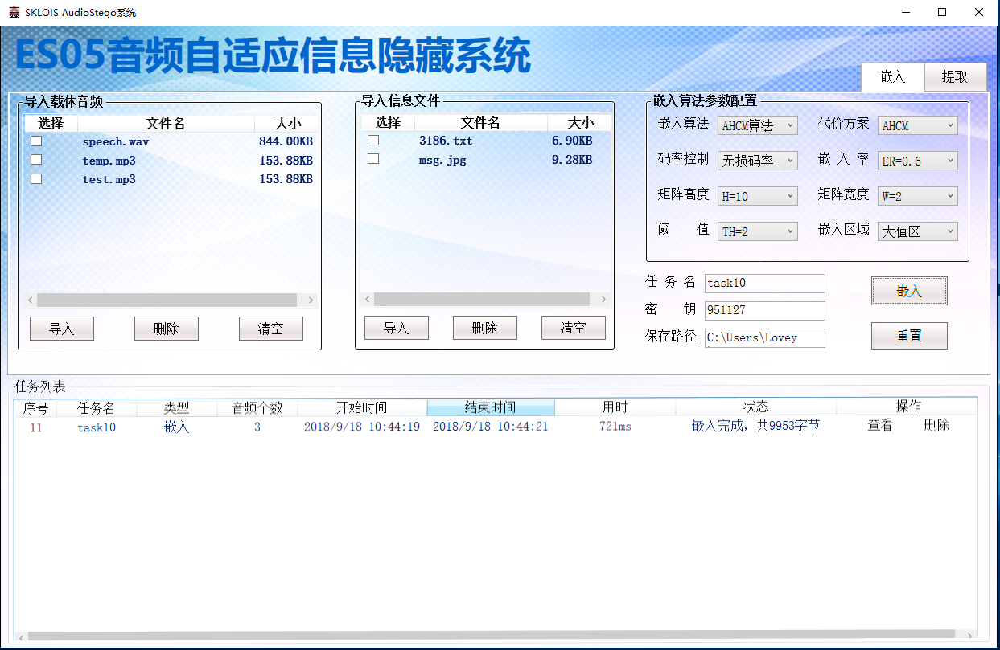 SKLOIS AudioStego系统
ES05音频自适应信息隐藏系统
嵌入 提取
导入载体音频
选择 文件名 大小
speech.wav 844.00KB
temp.mp3 153.88KB
test.mp3 153.88KB
导入 删除 清空
导入信息文件
选择 文件名 大小
3186.txt 6.90KB
msg.jpg 9.28KB
导入 删除 清空
嵌入算法参数配置
嵌入算法 AHCM算法 代价方案 AHCM
码率控制 无损码率 嵌 入 率 ER=0.6
矩阵高度 H=10 矩阵宽度 W=2
阈 值 TH=2 嵌入区域 大值区
任 务 名 task10
密 钥 951127
保存路径 C:\Users\Lovey
嵌入
重置
任务列表
序号 任务名 类型 音频个数 开始时间 结束时间 用时 状态 操作
11 task10 嵌入 3 2018/9/18 10:44:19 2018/9/18 10:44:21 721ms 嵌入完成，共9953字节 查看 删除